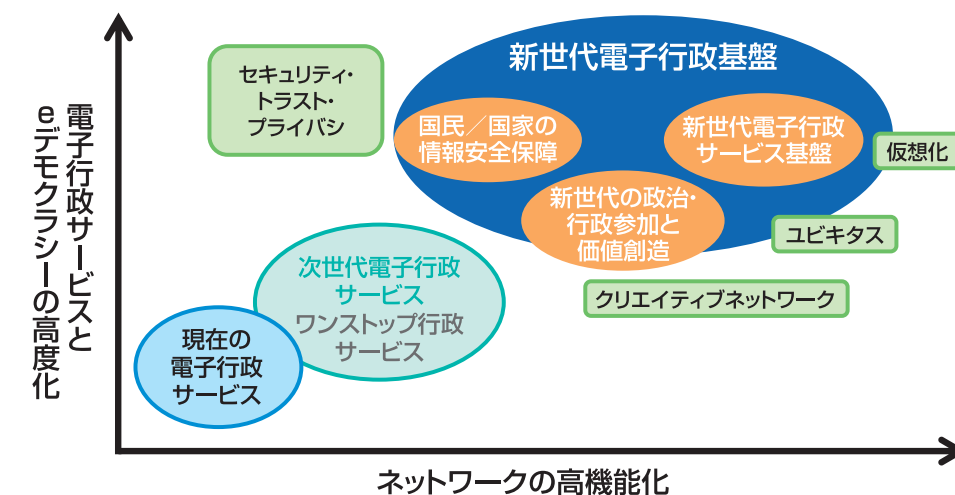 電子行政サービスと
eデモクラシーの高度化
セキュリティ・
トラスト・
プライバシ
新世代電子行政基盤
国民／国家の
情報安全保障
新世代電子行政
サービス基盤
仮想化
新世代の政治・
行政参加と
価値創造
ユビキタス
クリエイティブネットワーク
次世代電子行政
サービス
ワンストップ行政
サービス
現在の
電子行政
サービス
ネットワークの高機能化